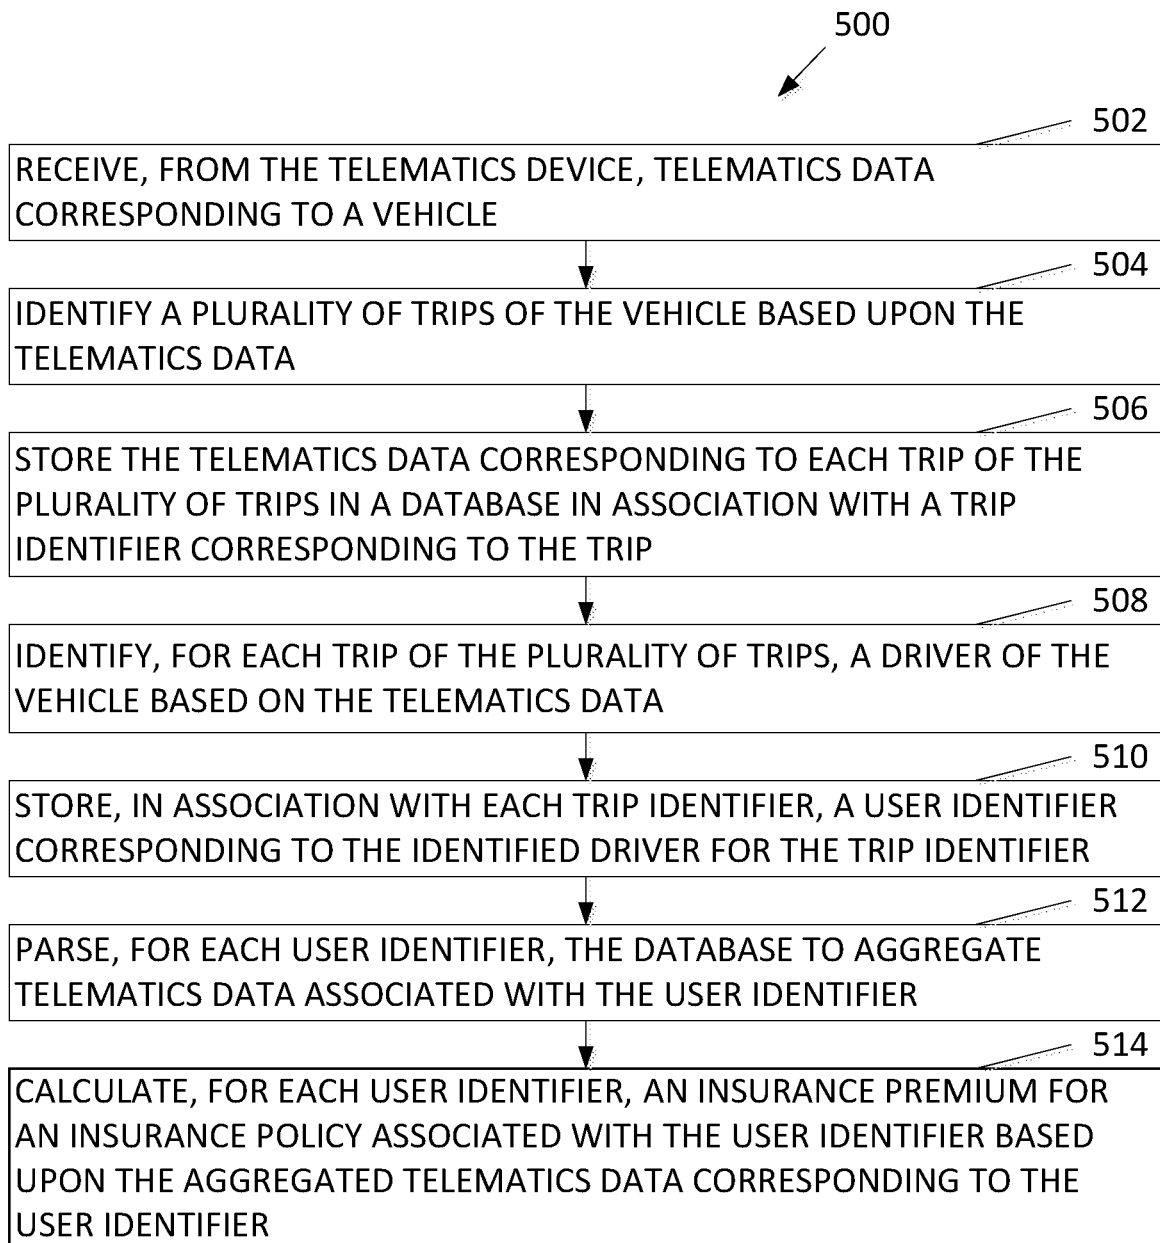 500
502
RECEIVE, FROM THE TELEMATICS DEVICE, TELEMATICS DATA
CORRESPONDING TO A VEHICLE
504
IDENTIFY A PLURALITY OF TRIPS OF THE VEHICLE BASED UPON THE
TELEMATICS DATA
506
STORE THE TELEMATICS DATA CORRESPONDING TO EACH TRIP OF THE
PLURALITY OF TRIPS IN A DATABASE IN ASSOCIATION WITH A TRIP
IDENTIFIER CORRESPONDING TO THE TRIP
508
IDENTIFY, FOR EACH TRIP OF THE PLURALITY OF TRIPS, A DRIVER OF THE
VEHICLE BASED ON THE TELEMATICS DATA
510
STORE, IN ASSOCIATION WITH EACH TRIP IDENTIFIER, A USER IDENTIFIER
CORRESPONDING TO THE IDENTIFIED DRIVER FOR THE TRIP IDENTIFIER
512
PARSE, FOR EACH USER IDENTIFIER, THE DATABASE TO AGGREGATE
TELEMATICS DATA ASSOCIATED WITH THE USER IDENTIFIER
514
CALCULATE, FOR EACH USER IDENTIFIER, AN INSURANCE PREMIUM FOR
AN INSURANCE POLICY ASSOCIATED WITH THE USER IDENTIFIER BASED
UPON THE AGGREGATED TELEMATICS DATA CORRESPONDING TO THE
USER IDENTIFIER